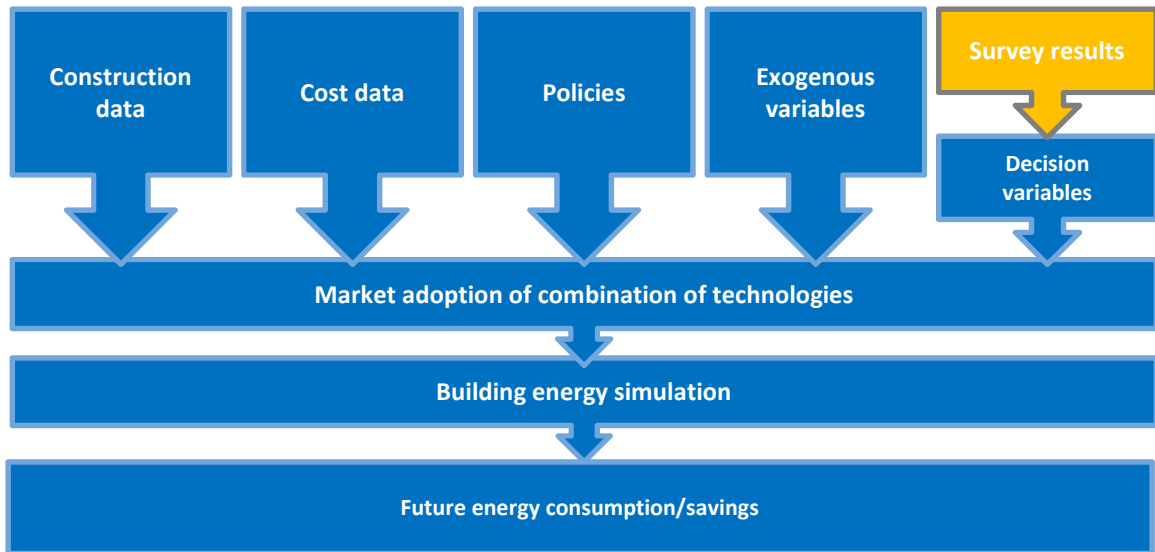 Construction
data
Cost data
Policies
Exogenous
variables
Survey results
Decision
variables
Market adoption of combination of technologies
Building energy simulation
Future energy consumption/savings